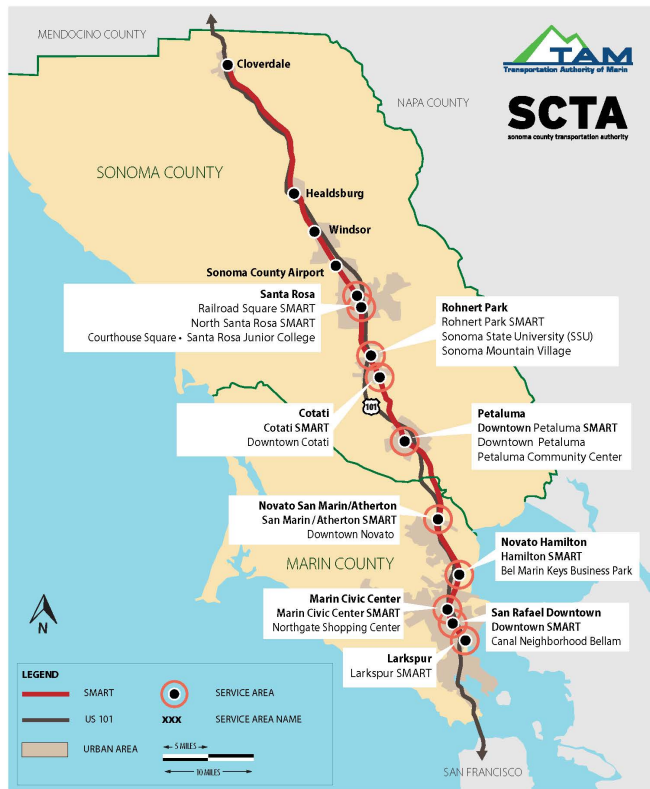 MENDOCINO COUNTY
TAM
Transportation Authority of Marin
Cloverdale
NAPA COUNTY
SCTA
sonoma county transportation authority
SONOMA COUNTY
Healdsburg
Windsor
Sonoma County Airport
Santa Rosa
Railroad Square SMART
North Santa Rosa SMART
Courthouse Square • Santa Rosa Junior College
Rohnert Park
Rohnert Park SMART
Sonoma State University (SSU)
Sonoma Mountain Village
101
Cotati
Cotati SMART
Downtown Cotati
Petaluma
Downtown Petaluma SMART
Downtown Petaluma
Petaluma Community Center
Novato San Marin/Atherton
San Marin / Atherton SMART
Downtown Novato
MARIN COUNTY
Novato Hamilton
Hamilton SMART
Bel Marin Keys Business Park
Marin Civic Center
Marin Civic Center SMART
Northgate Shopping Center
San Rafael Downtown
Downtown SMART
Canal Neighborhood Bellam
Larkspur
Larkspur SMART
N
LEGEND
SMART
SERVICE AREA
US 101
XXX
SERVICE AREA NAME
URBAN AREA
5 MILES
10 MILES
SAN FRANCISCO